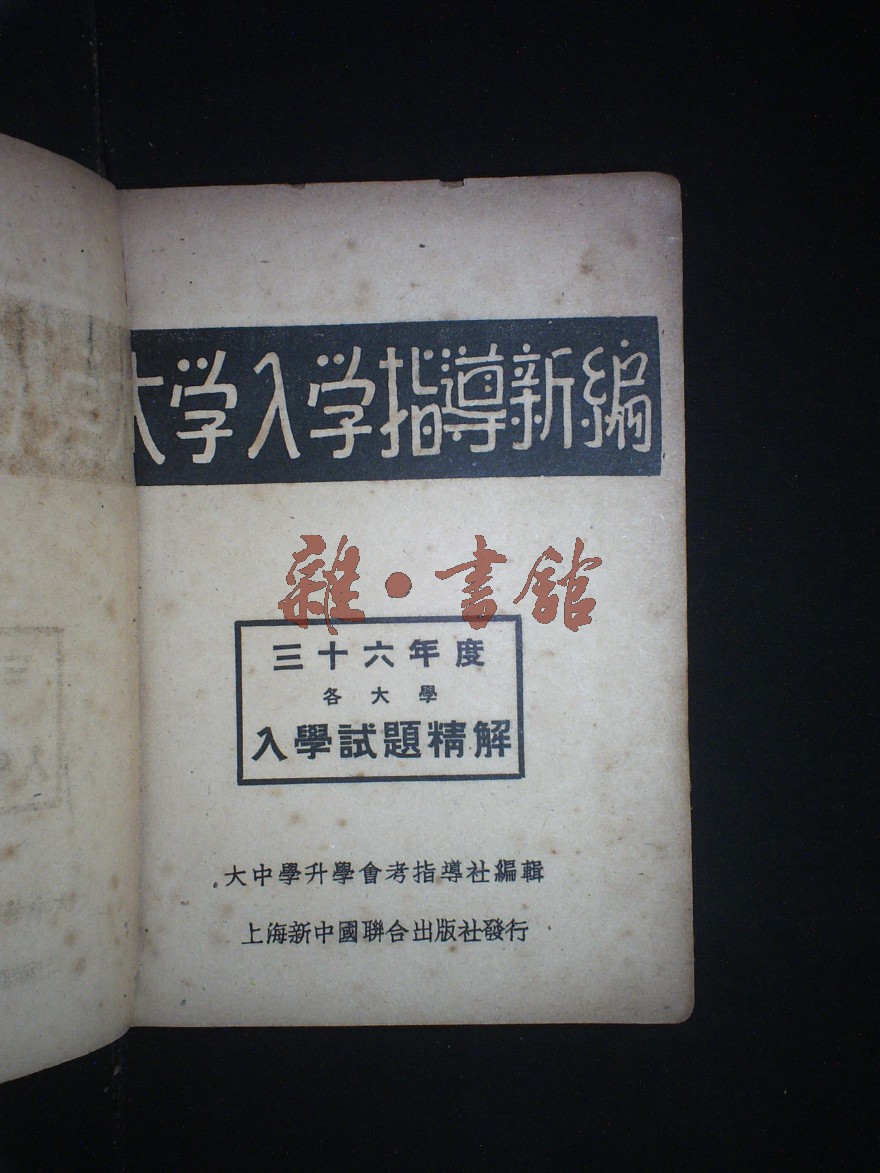 大学入学指導新編
雜·書館
三十六年度
各大學
入學試題精解
大中學升學會考指導社編輯
上海新中國聯合出版社發行